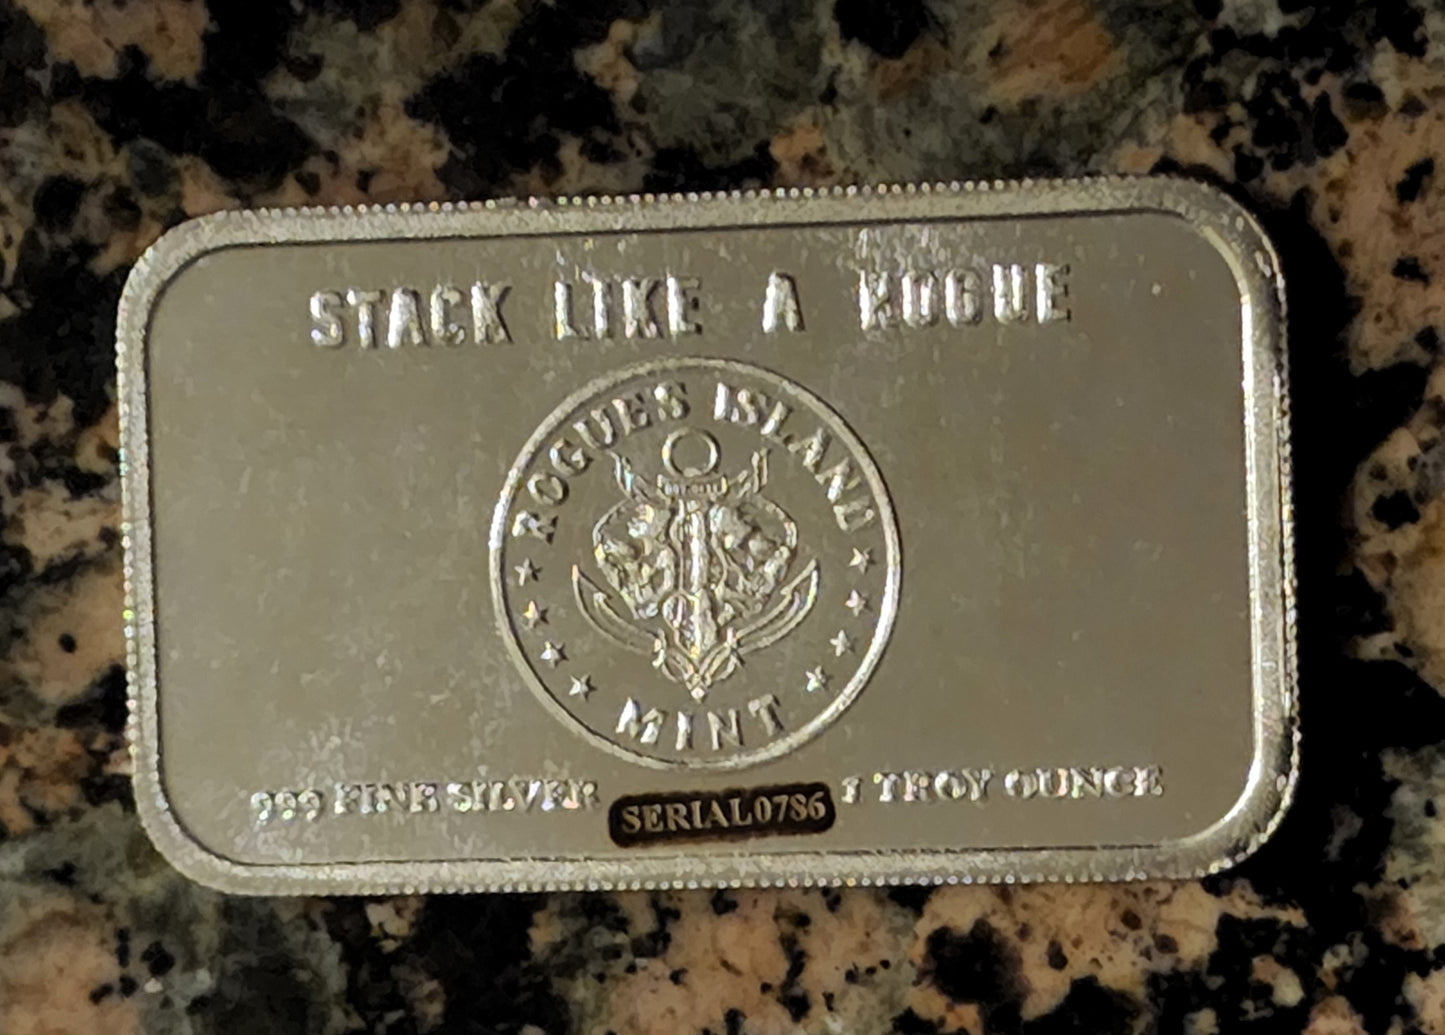 STACK LIKE A ROGUE
ROGUES ISLAND
MINT
999 FINE SILVER SERIAL0786 1 TROY OUNCE